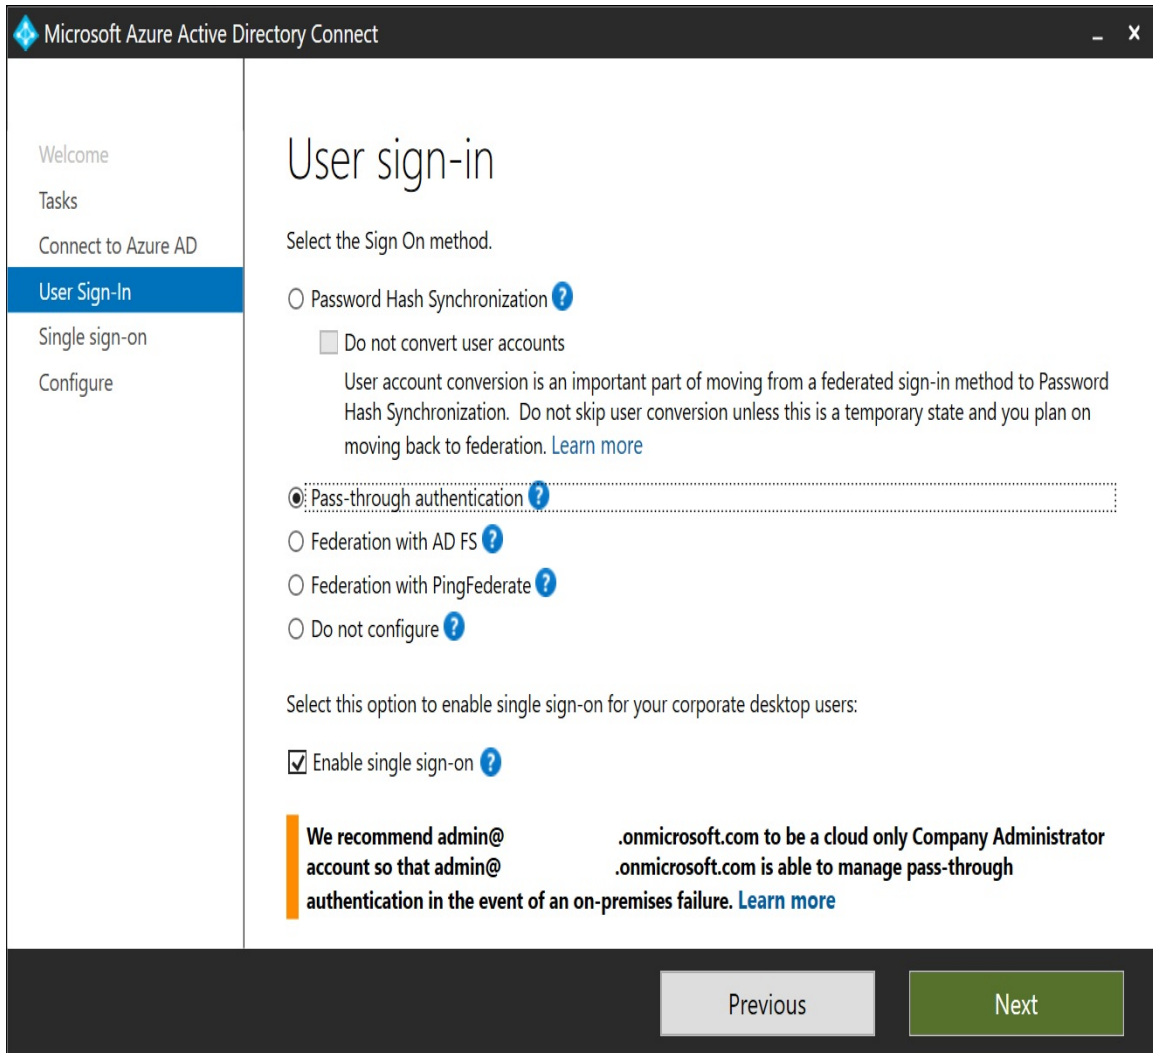 Microsoft Azure Active Directory Connect
Welcome
Tasks
Connect to Azure AD
User Sign-In
Single sign-on
Configure
User sign-in
Select the Sign On method.
Password Hash Synchronization ?
Do not convert user accounts
User account conversion is an important part of moving from a federated sign-in method to Password
Hash Synchronization. Do not skip user conversion unless this is a temporary state and you plan on
moving back to federation. Learn more
Pass-through authentication ?
Federation with AD FS ?
Federation with PingFederate ?
Do not configure ?
Select this option to enable single sign-on for your corporate desktop users:
Enable single sign-on ?
We recommend admin@ .onmicrosoft.com to be a cloud only Company Administrator
account so that admin@ .onmicrosoft.com is able to manage pass-through
authentication in the event of an on-premises failure. Learn more
Previous
Next